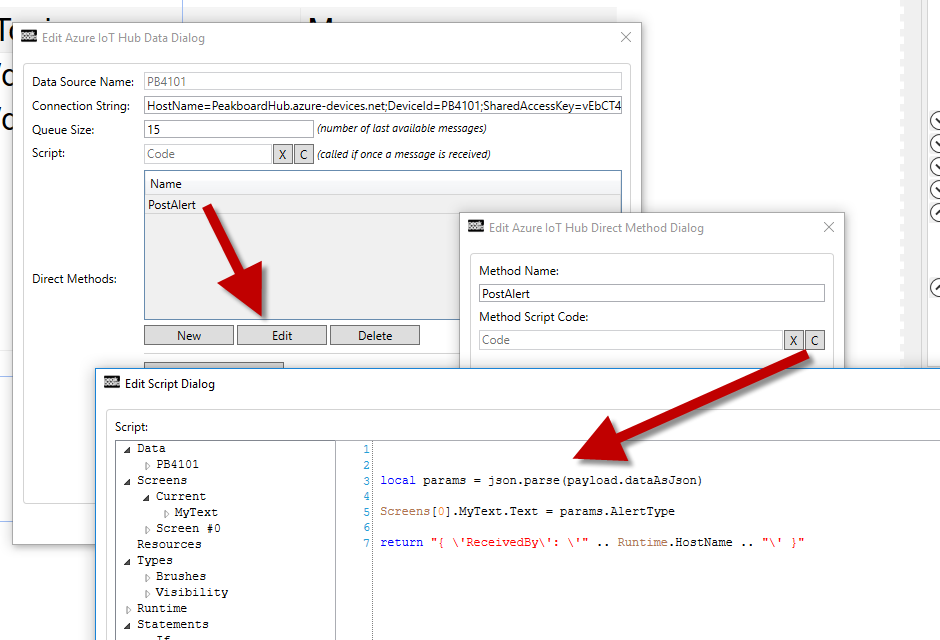 Edit Azure IoT Hub Data Dialog
Data Source Name: PB4101
Connection String: HostName=PeakboardHub.azure-devices.net;DeviceId=PB4101;SharedAccessKey=vEbCT4
Queue Size: 15 (number of last available messages)
Script: Code X C (called if once a message is received)
Name
PostAlert
Direct Methods:
New Edit Delete
Edit Azure IoT Hub Direct Method Dialog
Method Name:
PostAlert
Method Script Code:
Code X C
Edit Script Dialog
Script:
Data
PB4101
Screens
Current
MyText
Screen #0
Resources
Types
Brushes
Visibility
Runtime
Statements
If
1
2
3 local params = json.parse(payload.dataAsJson)
4
5 Screens[0].MyText.Text = params.AlertType
6
7 return "{ \'ReceivedBy\': \'" .. Runtime.HostName .. "\' }"